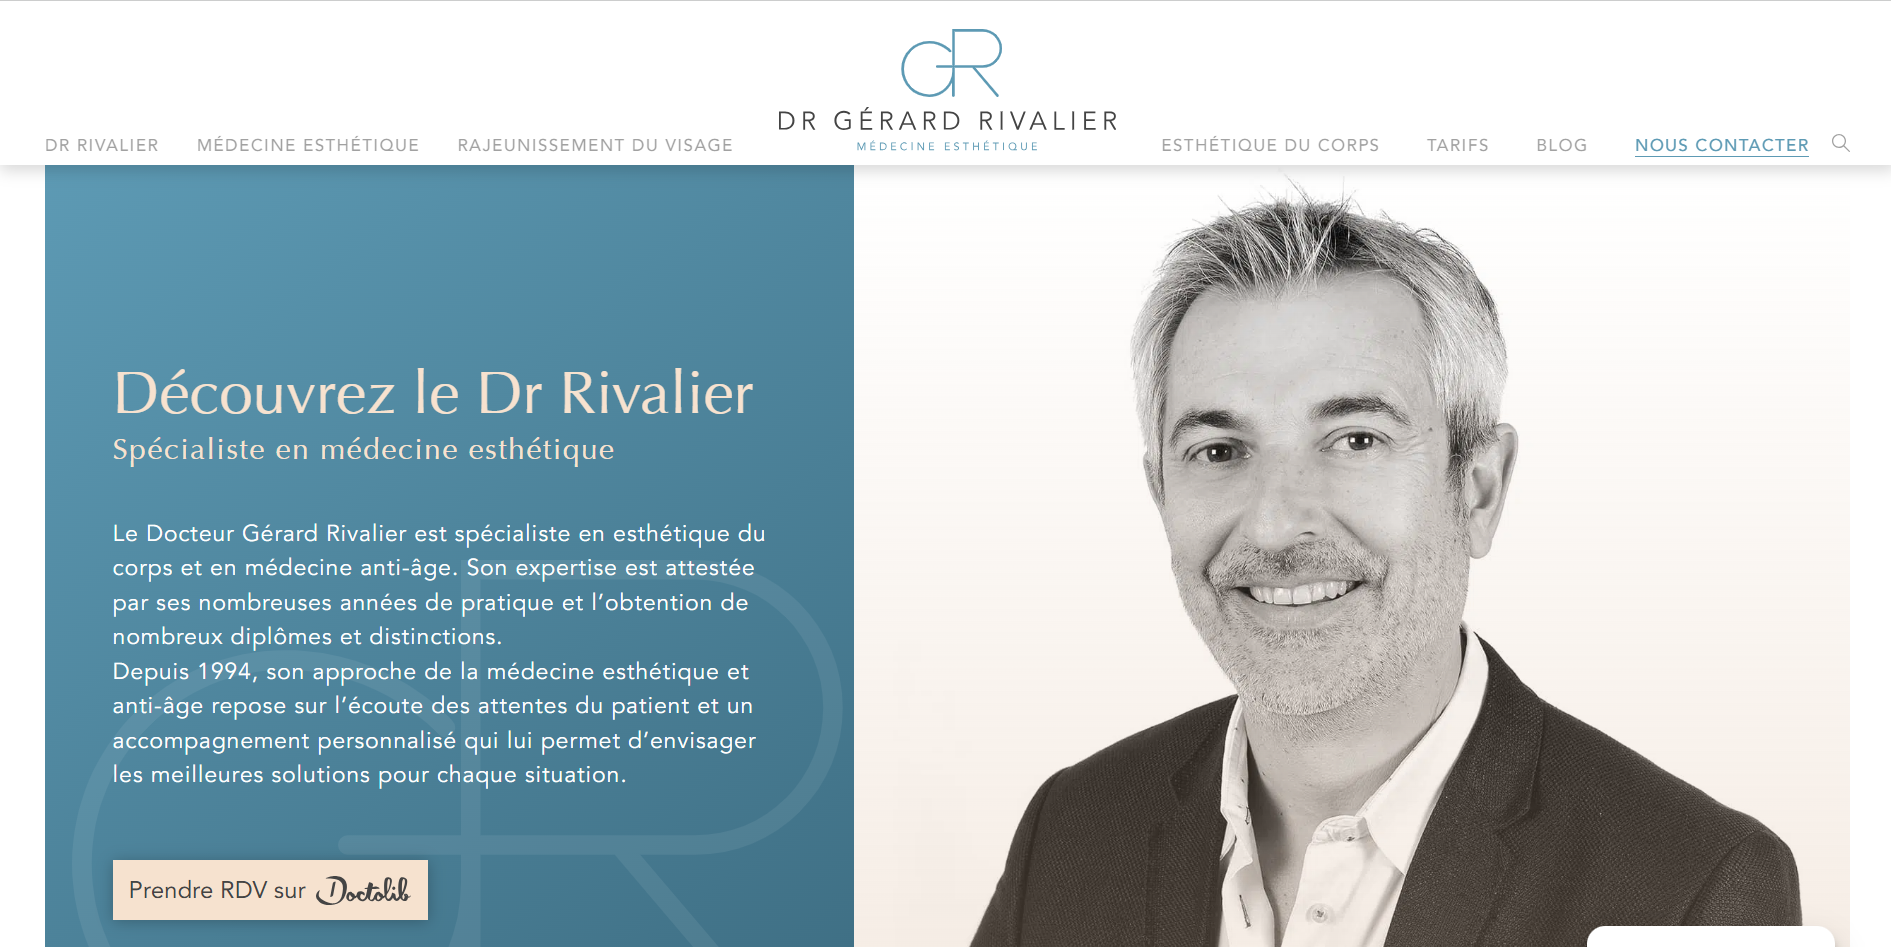 GR
DR GÉRARD RIVALIER
MÉDECINE ESTHÉTIQUE
DR RIVALIER
MÉDECINE ESTHÉTIQUE
RAJEUNISSEMENT DU VISAGE
ESTHÉTIQUE DU CORPS
TARIFS
BLOG
NOUS CONTACTER
Découvrez le Dr Rivalier
Spécialiste en médecine esthétique
Le Docteur Gérard Rivalier est spécialiste en esthétique du
corps et en médecine anti-âge. Son expertise est attestée
par ses nombreuses années de pratique et l’obtention de
nombreux diplômes et distinctions.
Depuis 1994, son approche de la médecine esthétique et
anti-âge repose sur l’écoute des attentes du patient et un
accompagnement personnalisé qui lui permet d’envisager
les meilleures solutions pour chaque situation.
Prendre RDV sur Doctolib